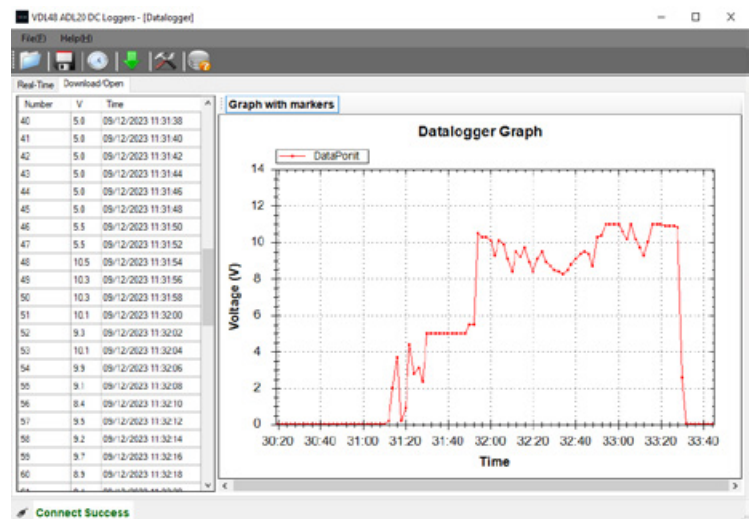 VDL48 ADL20 DC Loggers - [Datalogger]
File(F) Help(H)
Real-Time Download/Open
Number V Time
40 5.0 09/12/2023 11:31:38
41 5.0 09/12/2023 11:31:40
42 5.0 09/12/2023 11:31:42
43 5.0 09/12/2023 11:31:44
44 5.0 09/12/2023 11:31:46
45 5.0 09/12/2023 11:31:48
46 5.5 09/12/2023 11:31:50
47 5.5 09/12/2023 11:31:52
48 10.5 09/12/2023 11:31:54
49 10.3 09/12/2023 11:31:56
50 10.3 09/12/2023 11:31:58
51 10.1 09/12/2023 11:32:00
52 9.3 09/12/2023 11:32:02
53 10.1 09/12/2023 11:32:04
54 9.9 09/12/2023 11:32:06
55 9.1 09/12/2023 11:32:08
56 8.4 09/12/2023 11:32:10
57 9.5 09/12/2023 11:32:12
58 9.2 09/12/2023 11:32:14
59 9.7 09/12/2023 11:32:16
60 8.9 09/12/2023 11:32:18
Graph with markers
Datalogger Graph
DataPonit
Voltage (V)
14
12
10
8
6
4
2
0
30:20 30:40 31:00 31:20 31:40 32:00 32:20 32:40 33:00 33:20 33:40
Time
Connect Success